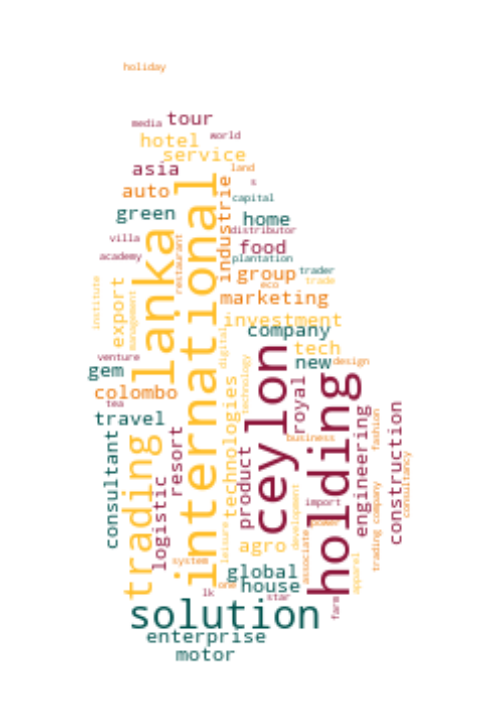 holiday
media
tour
world
hotel
service
asia
land
s
auto
industrie
capital
green
home
distributor
villa
food
restaurant
academy
plantation
group
trader
eco
trade
institute
export
management
lanka
international
marketing
investment
company
digital
tech
venture
new
design
gem
technology
ceylon
holding
colombo
royal
tea
travel
technologies
fashion
construction
business
consultant
trading
resort
logistic
product
engineering
consultancy
trading company
development
import
power
leisure
agro
system
global
associate
apparel
one
house
lk
star
farm
solution
enterprise
motor